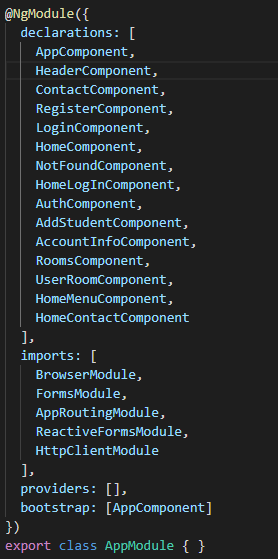 @NgModule({
  declarations: [
    AppComponent,
    HeaderComponent,
    ContactComponent,
    RegisterComponent,
    LoginComponent,
    HomeComponent,
    NotFoundComponent,
    HomeLogInComponent,
    AuthComponent,
    AddStudentComponent,
    AccountInfoComponent,
    RoomsComponent,
    UserRoomComponent,
    HomeMenuComponent,
    HomeContactComponent
  ],
  imports: [
    BrowserModule,
    FormsModule,
    AppRoutingModule,
    ReactiveFormsModule,
    HttpClientModule
  ],
  providers: [],
  bootstrap: [AppComponent]
})
export class AppModule { }